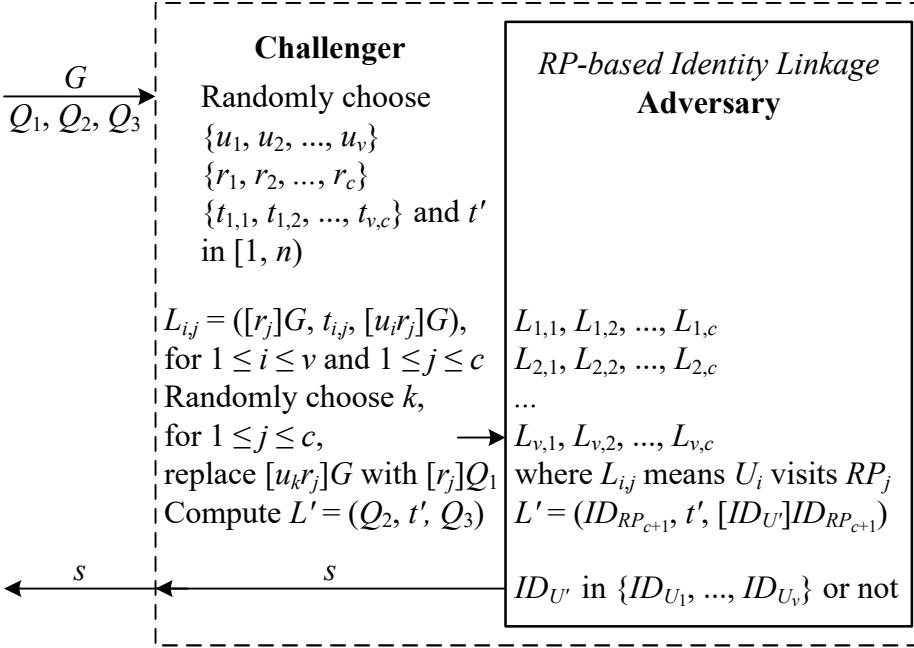 G
Q1, Q2, Q3
Challenger
Randomly choose
{u1, u2, ..., uv}
{r1, r2, ..., rc}
{t1,1, t1,2, ..., tv,c} and t′
in [1, n)
Li,j = ([rj]G, ti,j, [uirj]G),
for 1 ≤ i ≤ v and 1 ≤ j ≤ c
Randomly choose k,
for 1 ≤ j ≤ c,
replace [ukrj]G with [rj]Q1
Compute L′ = (Q2, t′, Q3)
RP-based Identity Linkage
Adversary
L1,1, L1,2, ..., L1,c
L2,1, L2,2, ..., L2,c
...
Lv,1, Lv,2, ..., Lv,c
where Li,j means Ui visits RPj
L′ = (IDRPc+1, t′, [IDU′]IDRPc+1)
IDU′ in {IDU1, ..., IDUv} or not
s
s